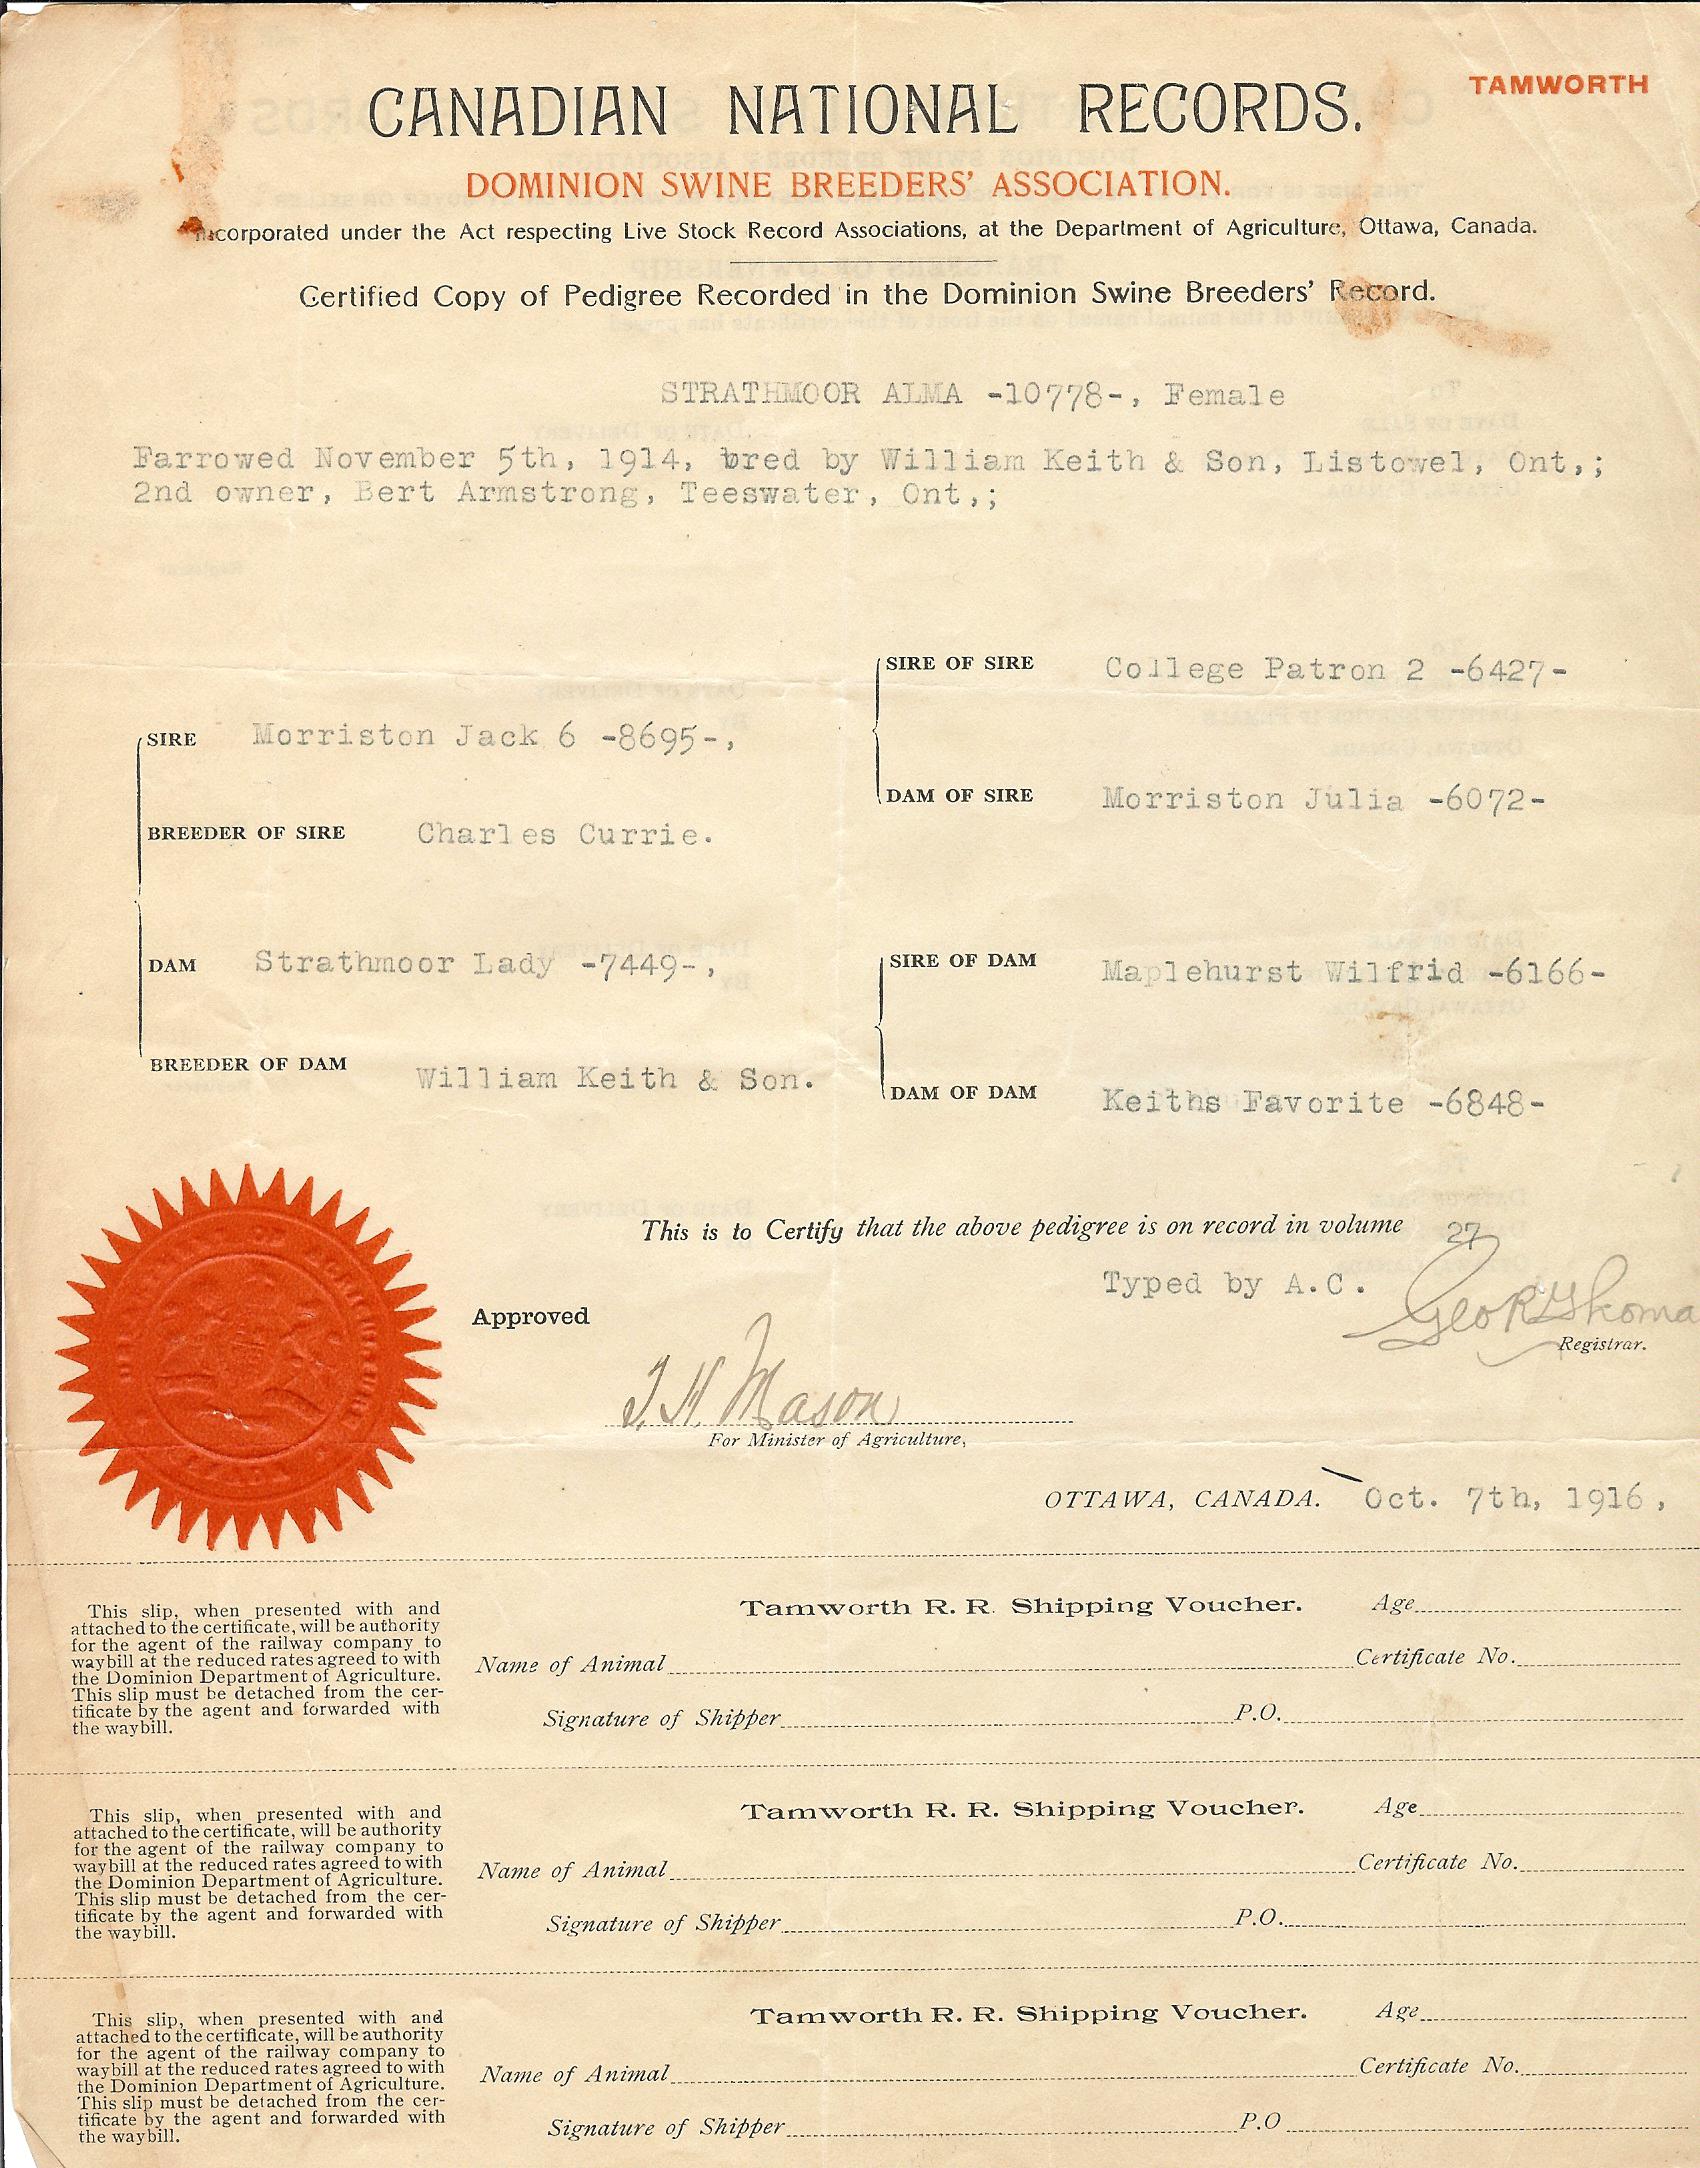 TAMWORTH
CANADIAN NATIONAL RECORDS.
DOMINION SWINE BREEDERS' ASSOCIATION.
Incorporated under the Act respecting Live Stock Record Associations, at the Department of Agriculture, Ottawa, Canada.
Certified Copy of Pedigree Recorded in the Dominion Swine Breeders' Record.
STRATHMOOR ALMA -10778-, Female
Farrowed November 5th, 1914, bred by William Keith & Son, Listowel, Ont,;
2nd owner, Bert Armstrong, Teeswater, Ont,;
SIRE OF SIRE College Patron 2 -6427-
SIRE Morriston Jack 6 -8695-,
DAM OF SIRE Morriston Julia -6072-
BREEDER OF SIRE Charles Currie.
SIRE OF DAM Maplehurst Wilfrid -6166-
DAM Strathmoor Lady -7449-,
BREEDER OF DAM William Keith & Son.
DAM OF DAM Keiths Favorite -6848-
This is to Certify that the above pedigree is on record in volume 27
Typed by A.C.
Approved
Registrar.
J H Mason
For Minister of Agriculture,
OTTAWA, CANADA. Oct. 7th, 1916,
This slip, when presented with and
attached to the certificate, will be authority
for the agent of the railway company to
waybill at the reduced rates agreed to with
the Dominion Department of Agriculture.
This slip must be detached from the cer-
tificate by the agent and forwarded with
the waybill.
Tamworth R. R. Shipping Voucher. Age
Name of Animal Certificate No.
Signature of Shipper P.O.
This slip, when presented with and
attached to the certificate, will be authority
for the agent of the railway company to
waybill at the reduced rates agreed to with
the Dominion Department of Agriculture.
This slip must be detached from the cer-
tificate by the agent and forwarded with
the waybill.
Tamworth R. R. Shipping Voucher. Age
Name of Animal Certificate No.
Signature of Shipper P.O.
This slip, when presented with and
attached to the certificate, will be authority
for the agent of the railway company to
waybill at the reduced rates agreed to with
the Dominion Department of Agriculture.
This slip must be detached from the cer-
tificate by the agent and forwarded with
the waybill.
Tamworth R. R. Shipping Voucher. Age
Name of Animal Certificate No.
Signature of Shipper P.O